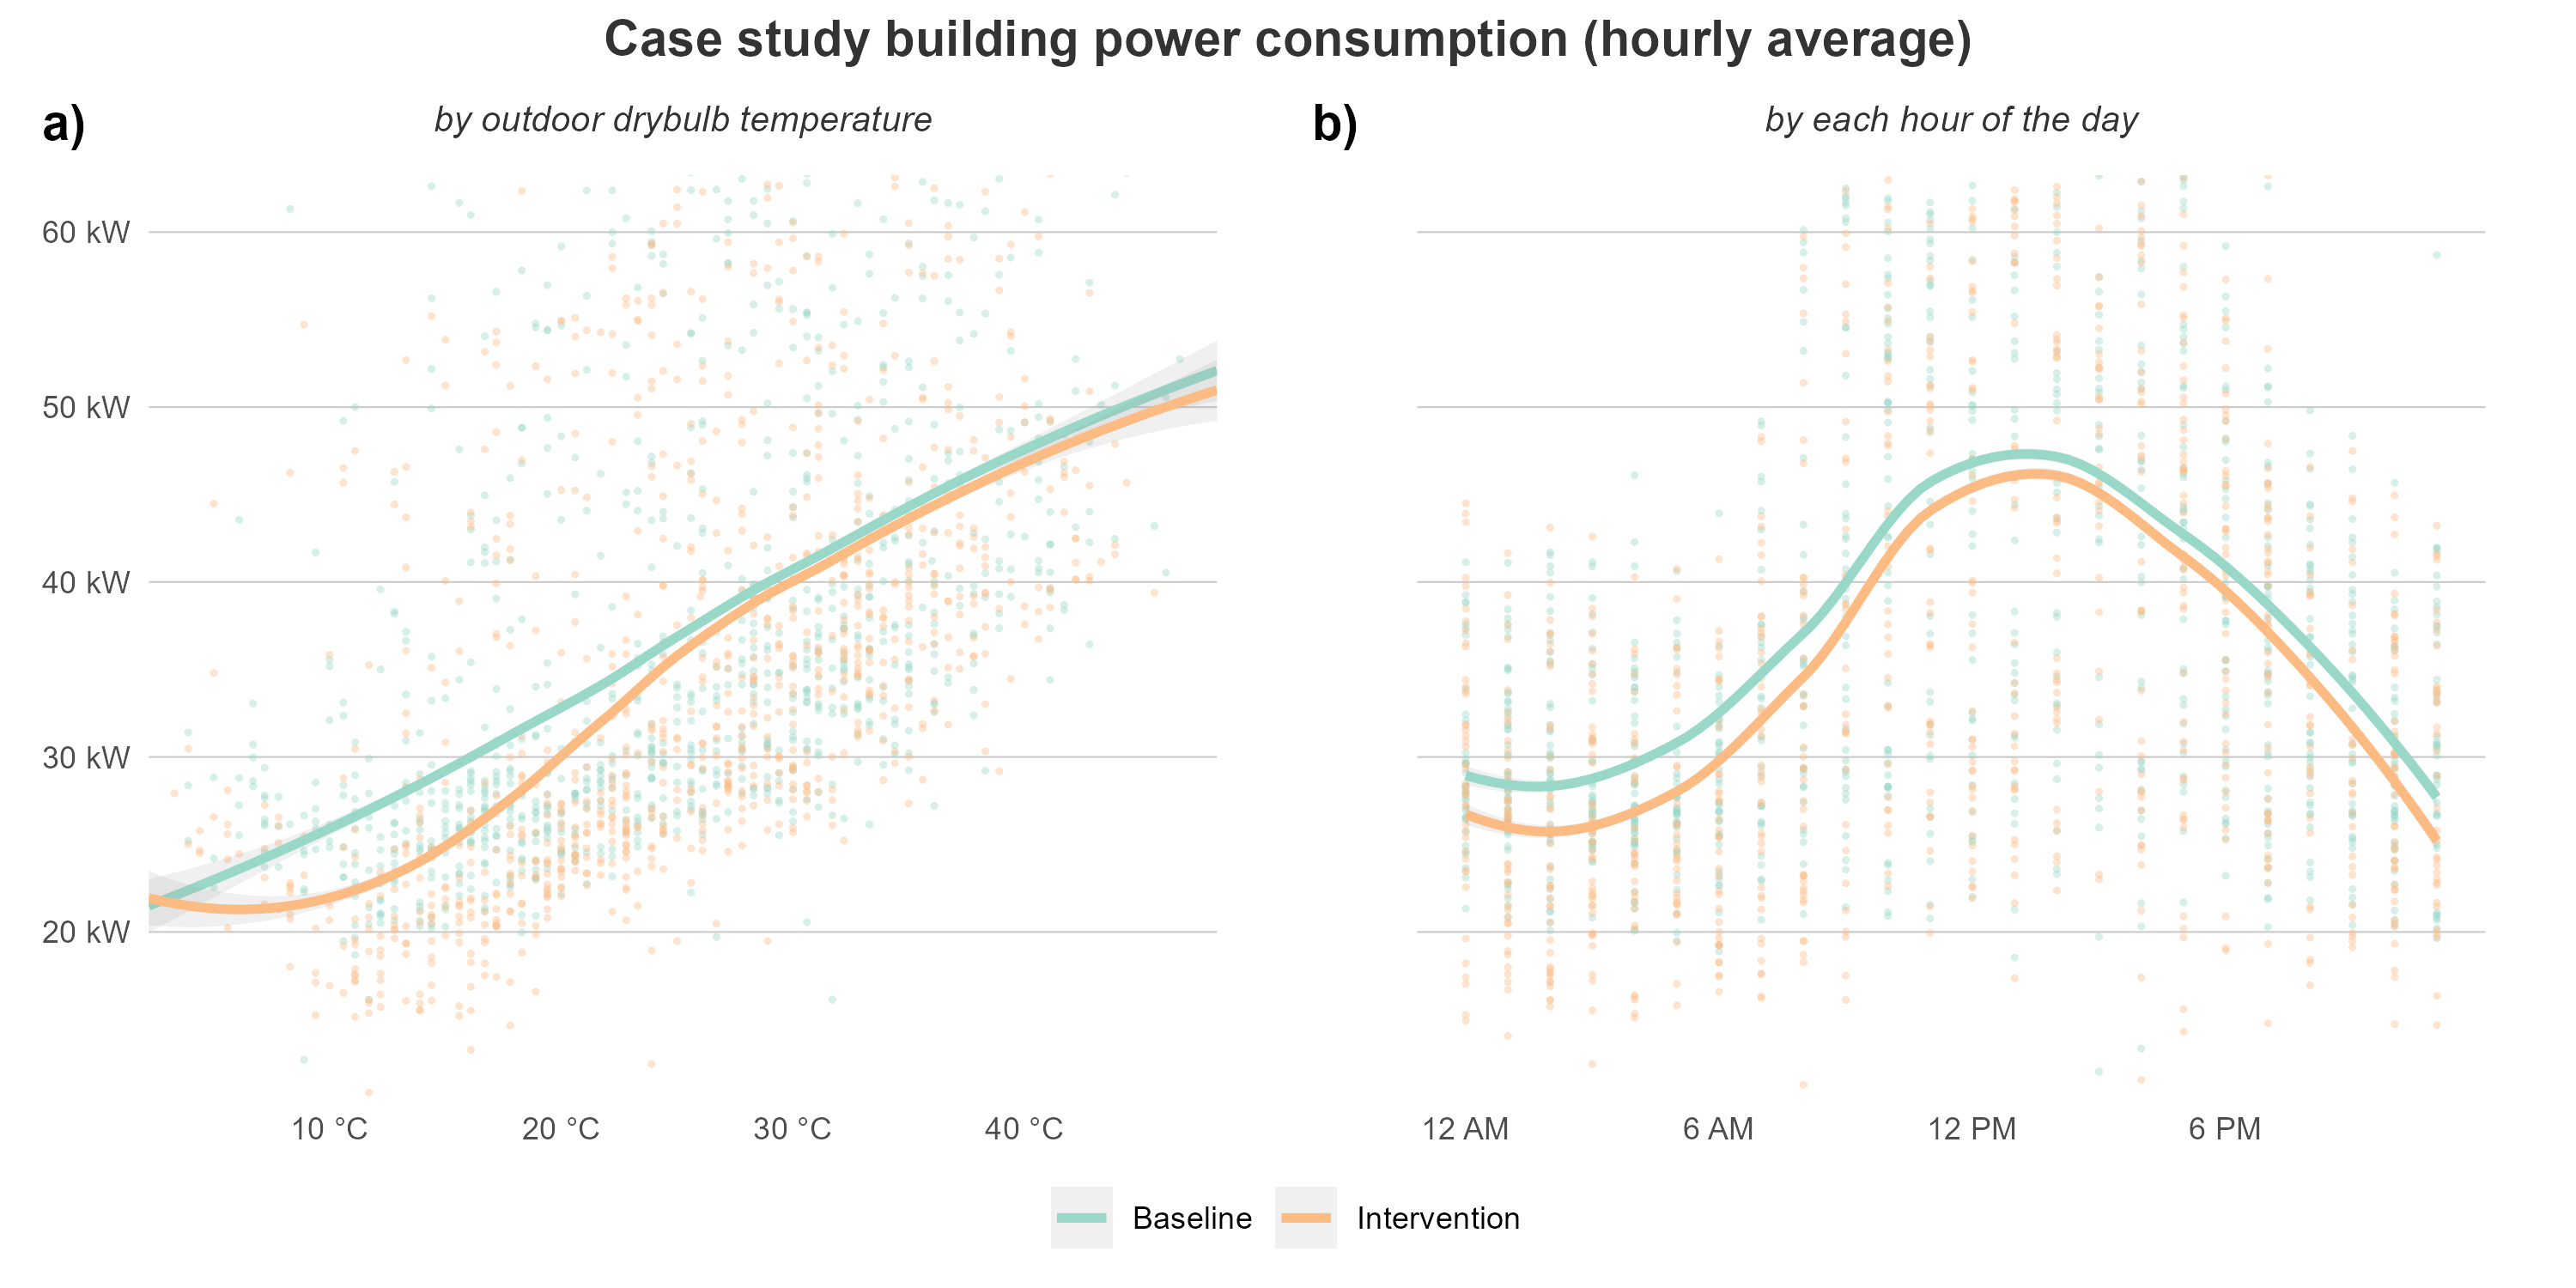 Case study building power consumption (hourly average)
a)
by outdoor drybulb temperature
60 kW
50 kW
40 kW
30 kW
20 kW
10 °C
20 °C
30 °C
40 °C
b)
by each hour of the day
12 AM
6 AM
12 PM
6 PM
Baseline
Intervention